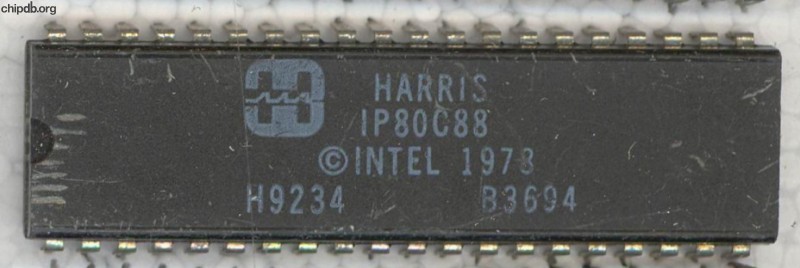 chipdb.org
HARRIS
IP80C88
©INTEL 1978
H9234 B3694